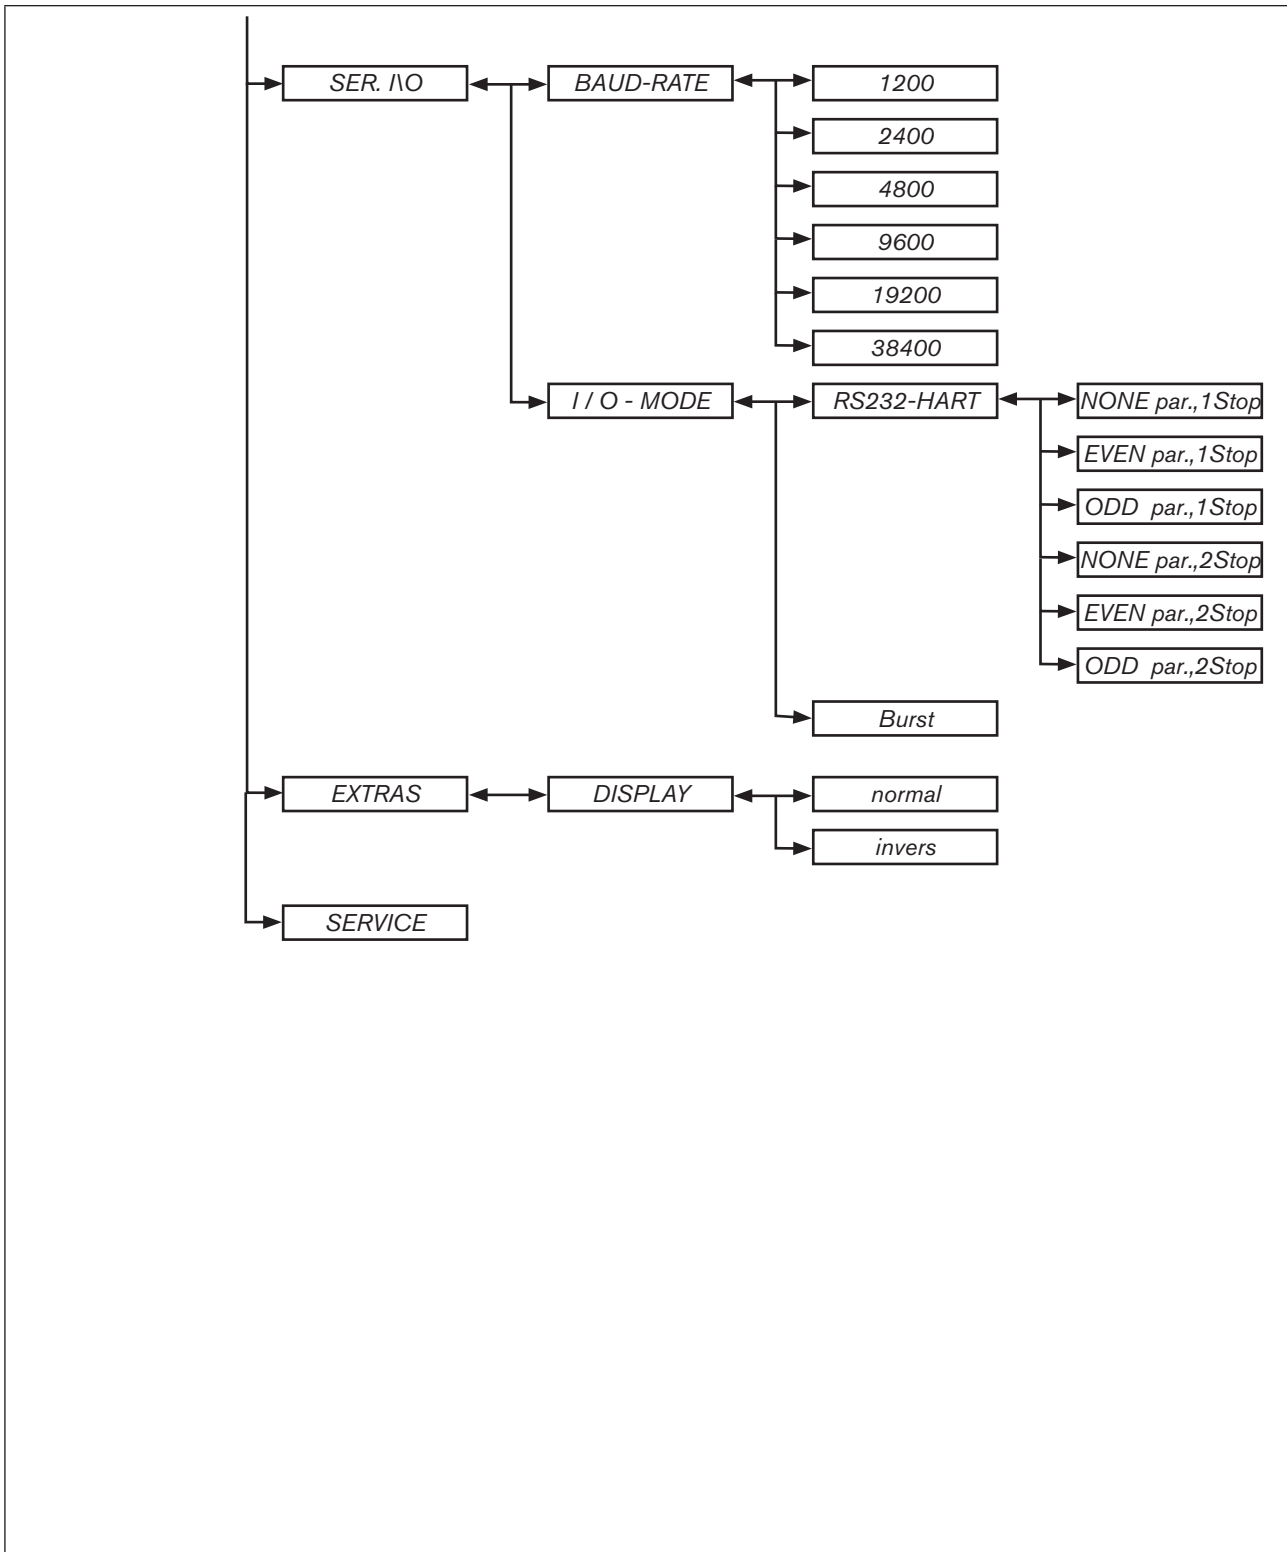 SER. I\O
BAUD-RATE
1200
2400
4800
9600
19200
38400
I / O - MODE
RS232-HART
NONE par.,1Stop
EVEN par.,1Stop
ODD par.,1Stop
NONE par.,2Stop
EVEN par.,2Stop
ODD par.,2Stop
Burst
EXTRAS
DISPLAY
normal
invers
SERVICE